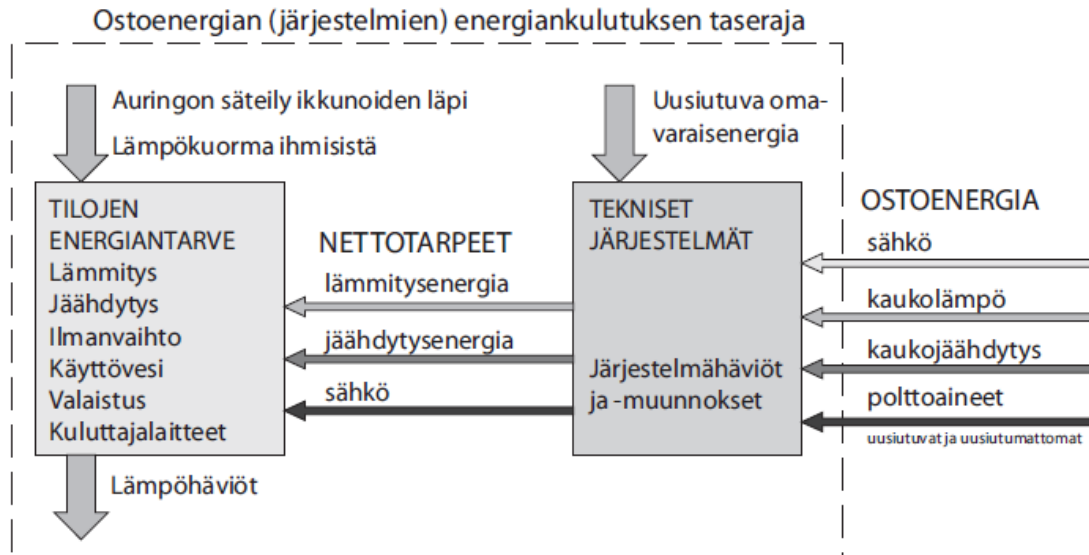 Ostoenergian (järjestelmien) energiankulutuksen taseraja
Auringon säteily ikkunoiden läpi
Lämpökuorma ihmisistä
Uusiutuva oma-
varaisenergia
TILOJEN
ENERGIANTARVE
Lämmitys
Jäähdytys
Ilmanvaihto
Käyttövesi
Valaistus
Kuluttajalaitteet
Lämpöhäviöt
NETTOTARPEET
lämmitysenergia
jäähdytysenergia
sähkö
TEKNISET
JÄRJESTELMÄT
Järjestelmähäviöt
ja -muunnokset
OSTOENERGIA
sähkö
kaukolämpö
kaukojäähdytys
polttoaineet
uusiutuvat ja uusiutumattomat